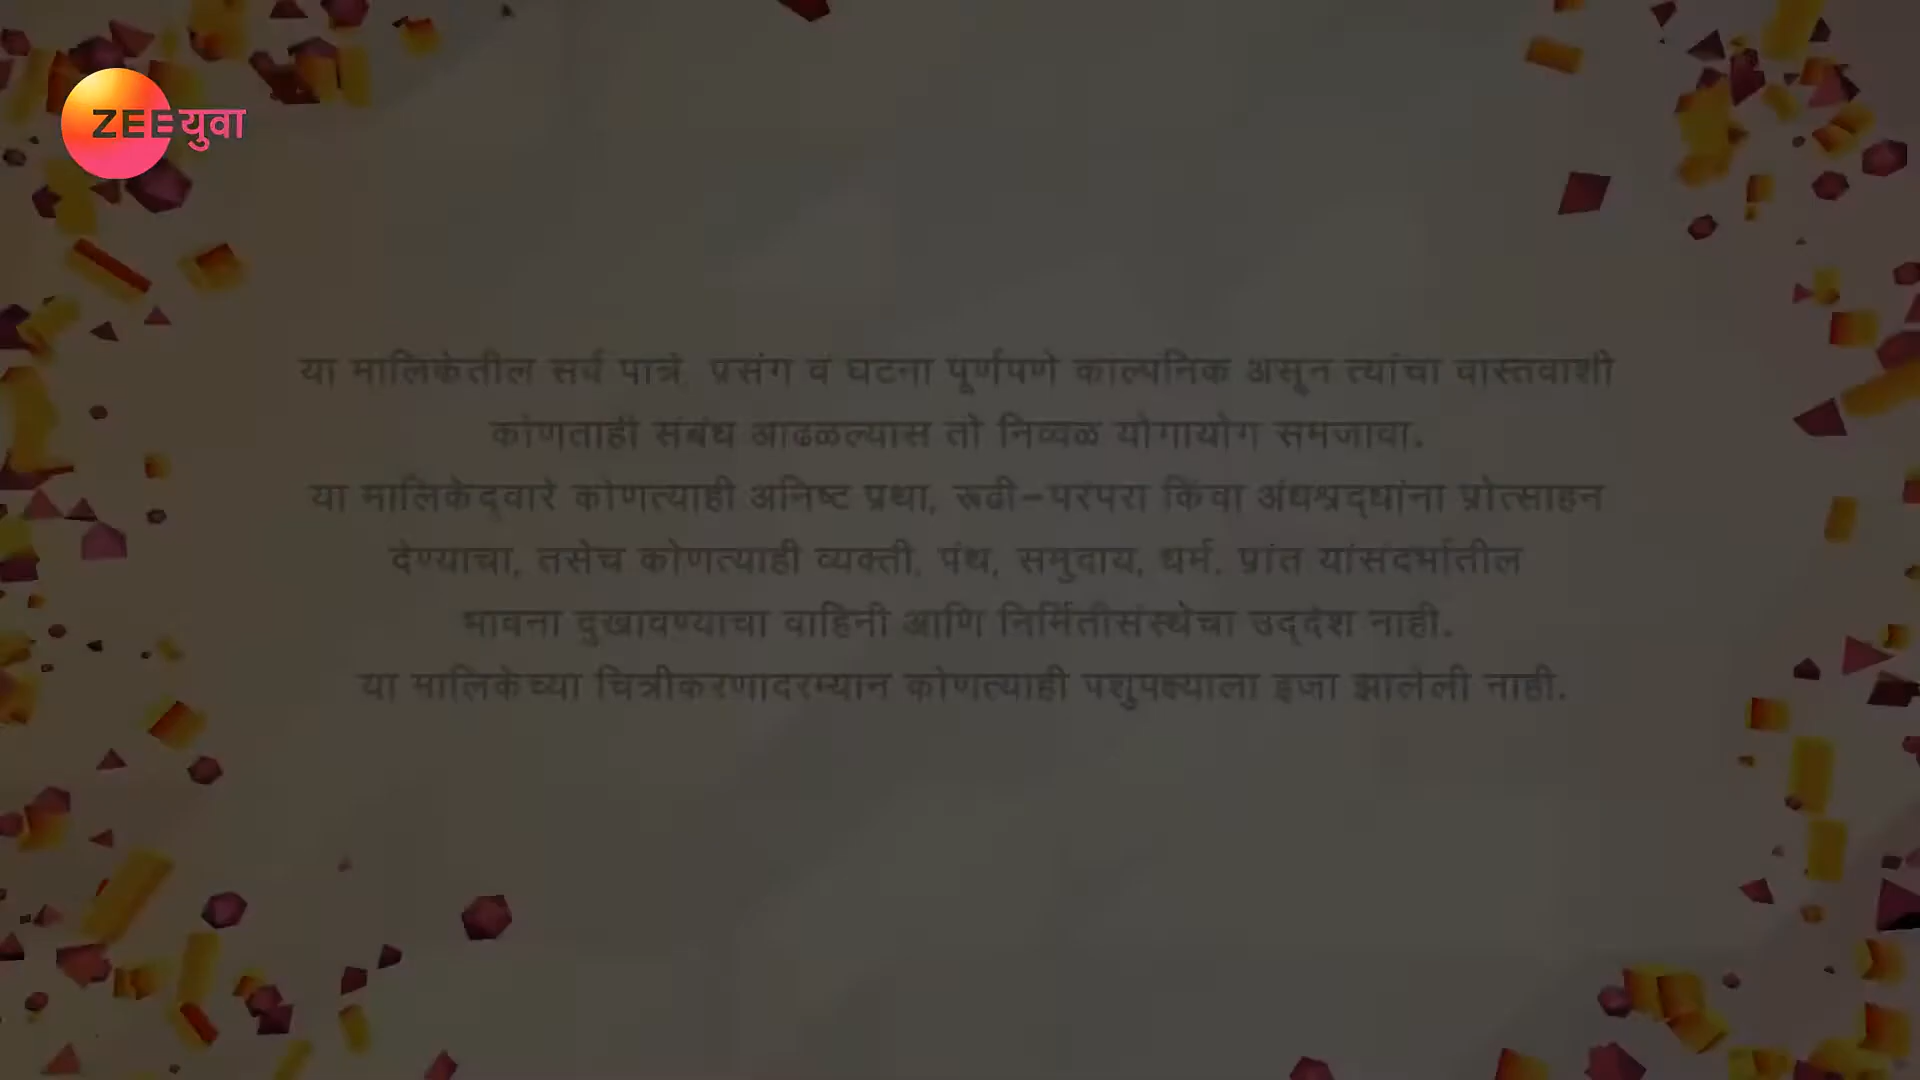 ZEE युवा
या मालिकेतील सर्व पात्रे, प्रसंग व घटना पूर्णपणे काल्पनिक असून त्यांचा वास्तवाशी
कोणताही संबंध आढळल्यास तो निव्वळ योगायोग समजावा.
या मालिकेद्वारे कोणत्याही अनिष्ट प्रथा, रूढी-परंपरा किंवा अंधश्रद्धांना प्रोत्साहन
देण्याचा, तसेच कोणत्याही व्यक्ती, पंथ, समुदाय, धर्म, प्रांत यांसंदर्भातील
भावना दुखावण्याचा वाहिनी आणि निर्मितीसंस्थेचा उद्देश नाही.
या मालिकेच्या चित्रीकरणादरम्यान कोणत्याही पशुपक्ष्याला इजा झालेली नाही.